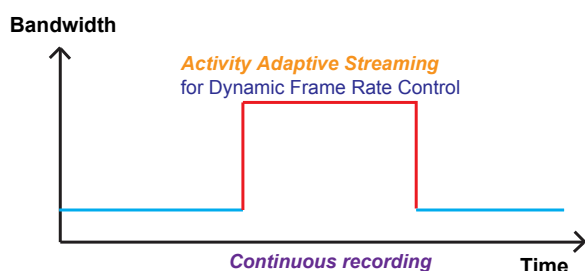 Bandwidth
Activity Adaptive Streaming
for Dynamic Frame Rate Control
Continuous recording
Time